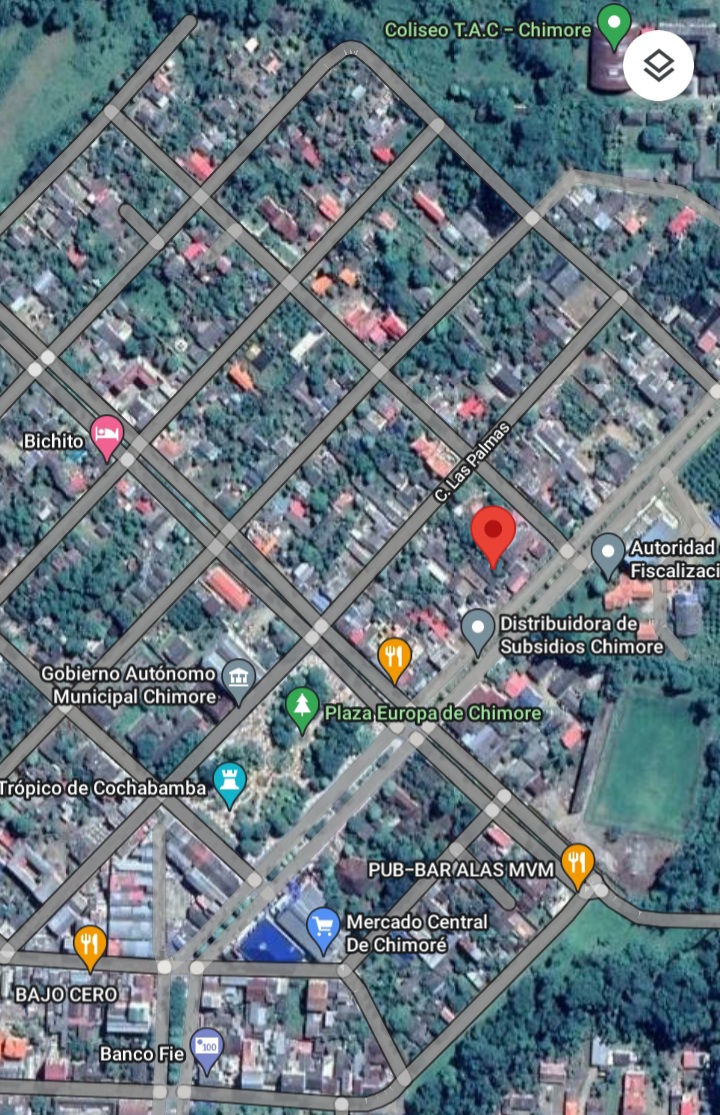 Coliseo T.A.C - Chimore
Bichito
C. Las Palmas
Autoridad
Fiscalizaci
Distribuidora de
Subsidios Chimore
Gobierno Autónomo
Municipal Chimore
Plaza Europa de Chimore
Trópico de Cochabamba
PUB-BAR ALAS MVM
Mercado Central
De Chimoré
BAJO CERO
Banco Fie
100